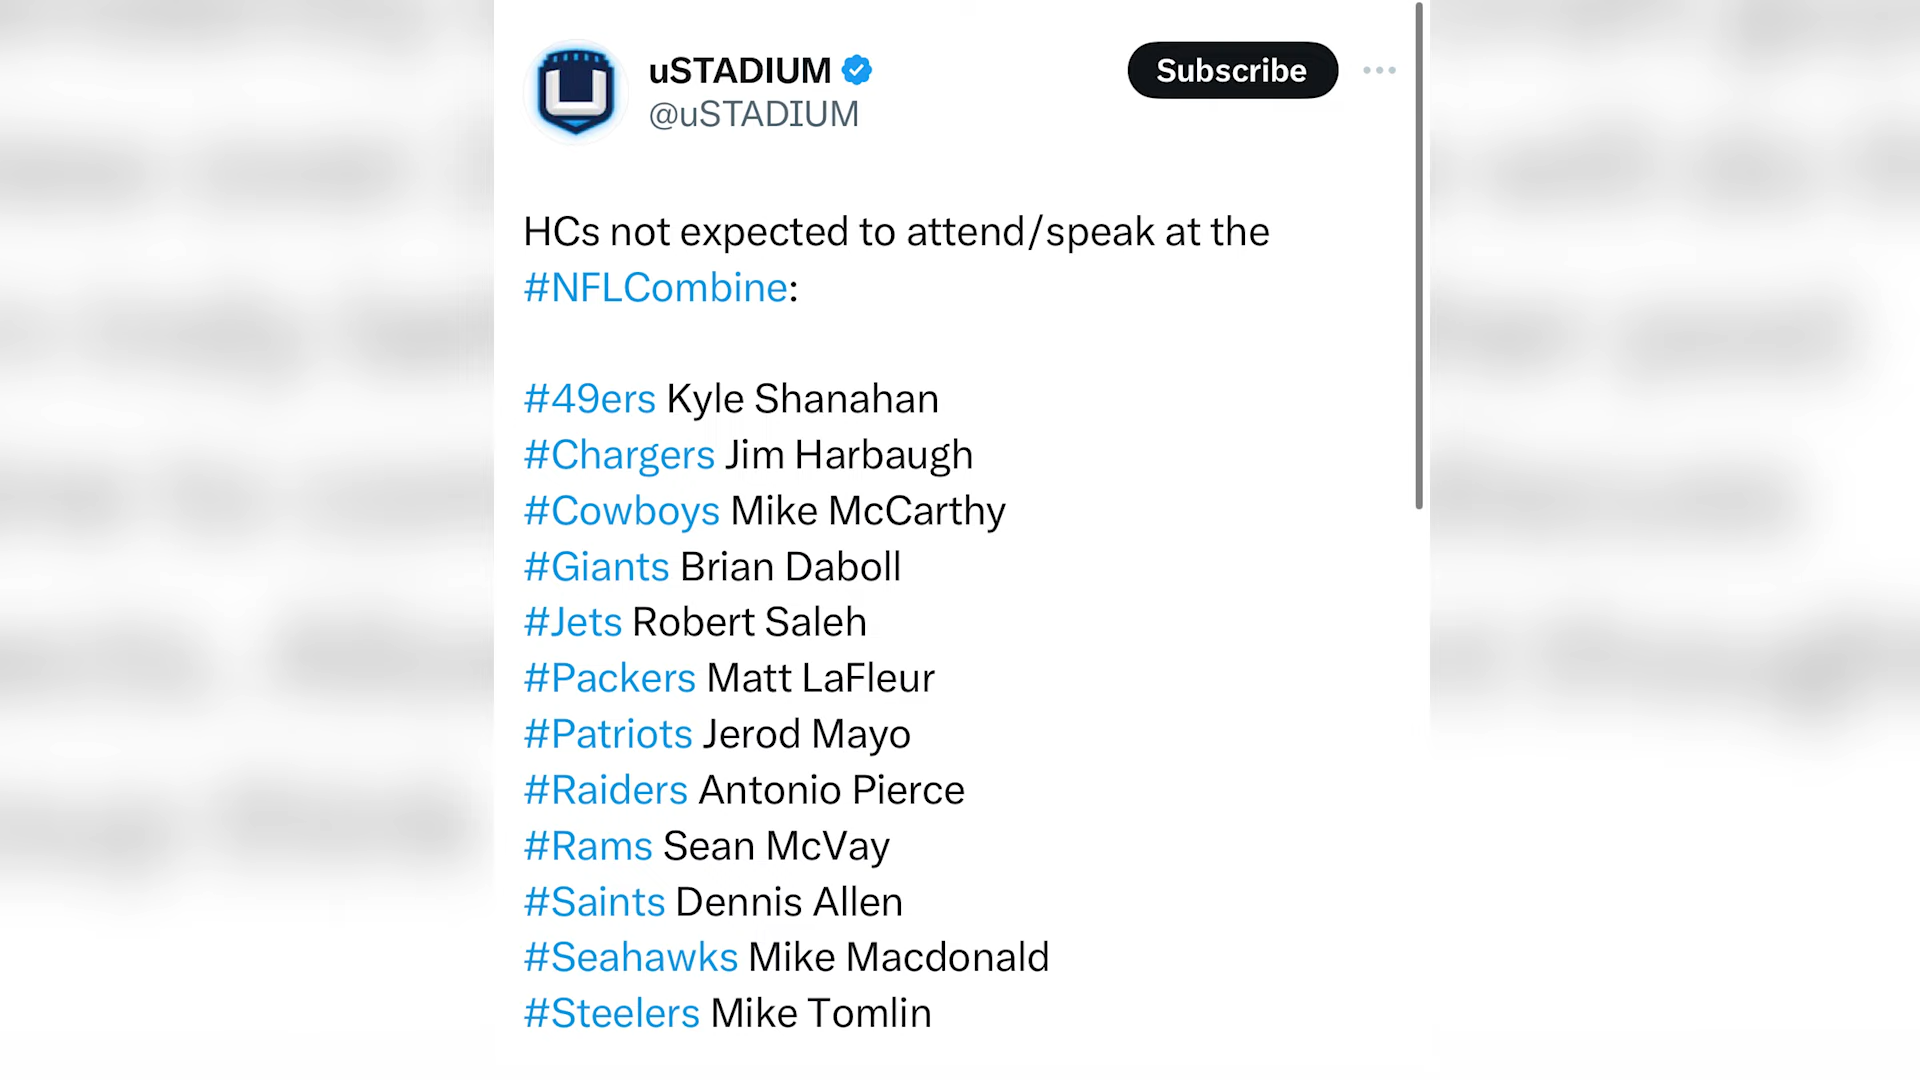 uSTADIUM
@uSTADIUM
Subscribe
HCs not expected to attend/speak at the
#NFLCombine:
#49ers Kyle Shanahan
#Chargers Jim Harbaugh
#Cowboys Mike McCarthy
#Giants Brian Daboll
#Jets Robert Saleh
#Packers Matt LaFleur
#Patriots Jerod Mayo
#Raiders Antonio Pierce
#Rams Sean McVay
#Saints Dennis Allen
#Seahawks Mike Macdonald
#Steelers Mike Tomlin